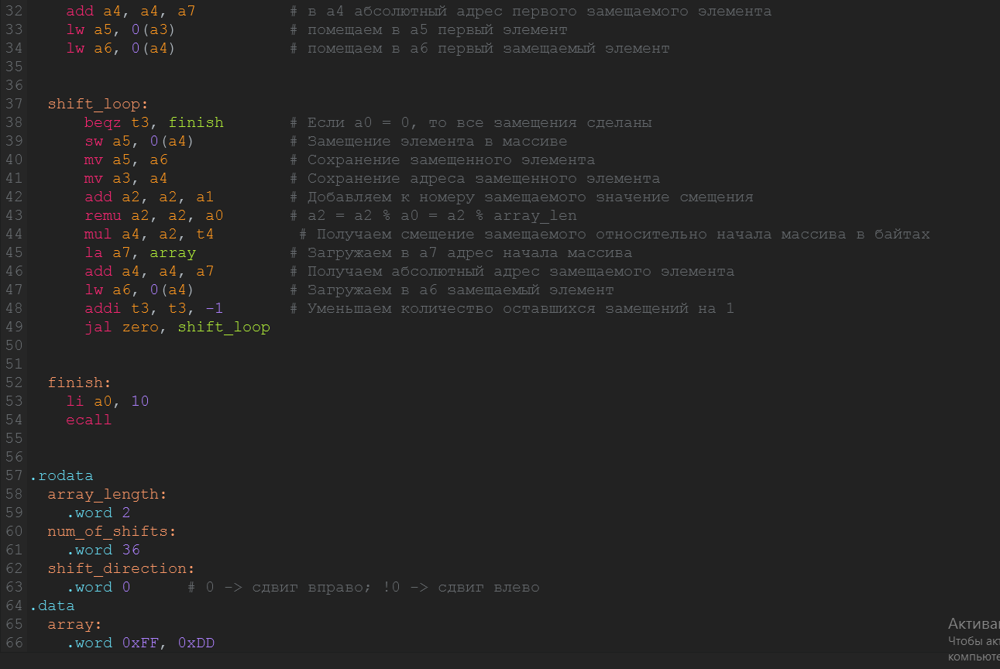 32 add a4, a4, a7 # в a4 абсолютный адрес первого замещаемого элемента
33 lw a5, 0(a3) # помещаем в a5 первый элемент
34 lw a6, 0(a4) # помещаем в a6 первый замещаемый элемент
35
36
37 shift_loop:
38 beqz t3, finish # Если a0 = 0, то все замещения сделаны
39 sw a5, 0(a4) # Замещение элемента в массиве
40 mv a5, a6 # Сохранение замещенного элемента
41 mv a3, a4 # Сохранение адреса замещенного элемента
42 add a2, a2, a1 # Добавляем к номеру замещаемого значение смещения
43 remu a2, a2, a0 # a2 = a2 % a0 = a2 % array_len
44 mul a4, a2, t4 # Получаем смещение замещаемого относительно начала массива в байтах
45 la a7, array # Загружаем в a7 адрес начала массива
46 add a4, a4, a7 # Получаем абсолютный адрес замещаемого элемента
47 lw a6, 0(a4) # Загружаем в a6 замещаемый элемент
48 addi t3, t3, -1 # Уменьшаем количество оставшихся замещений на 1
49 jal zero, shift_loop
50
51
52 finish:
53 li a0, 10
54 ecall
55
56
57 .rodata
58 array_length:
59 .word 2
60 num_of_shifts:
61 .word 36
62 shift_direction:
63 .word 0 # 0 -> сдвиг вправо; !0 -> сдвиг влево
64 .data
65 array:
66 .word 0xFF, 0xDD
Актива
Чтобы ак
компьюте